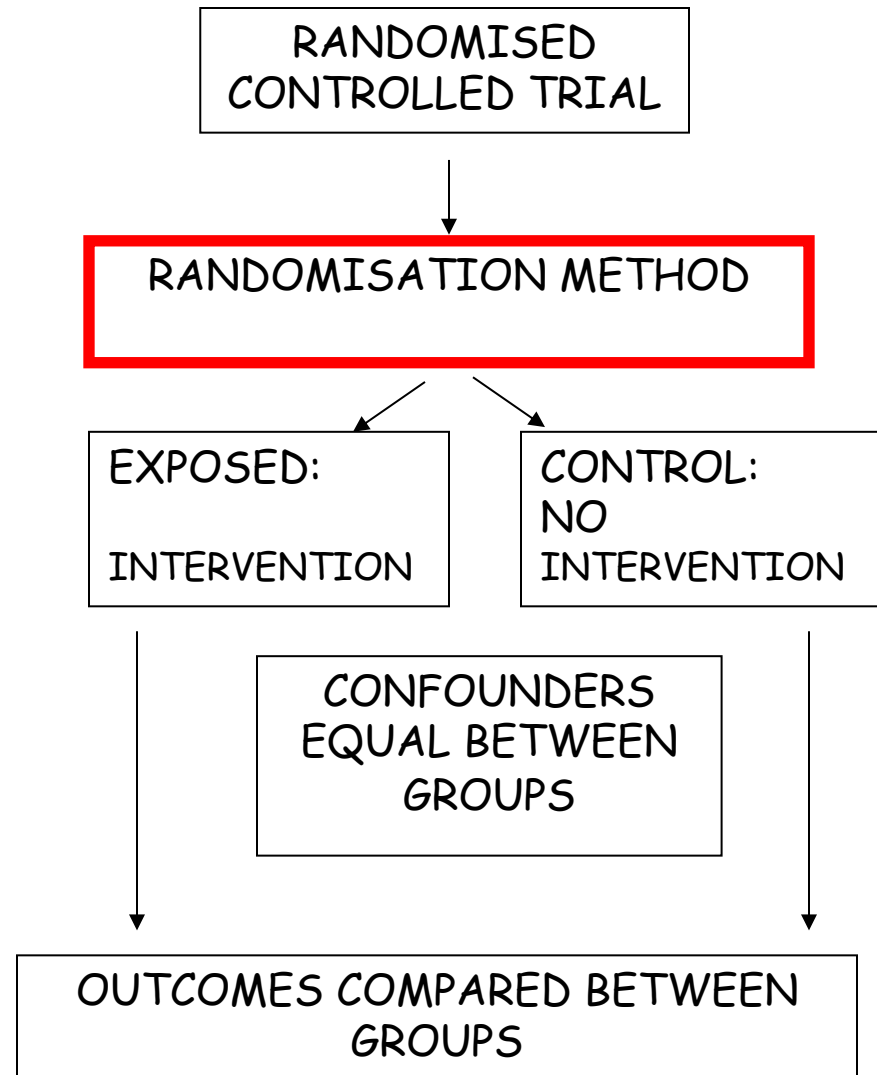 RANDOMISED
CONTROLLED TRIAL
RANDOMISATION METHOD
EXPOSED:
INTERVENTION
CONTROL:
NO
INTERVENTION
CONFOUNDERS
EQUAL BETWEEN
GROUPS
OUTCOMES COMPARED BETWEEN
GROUPS